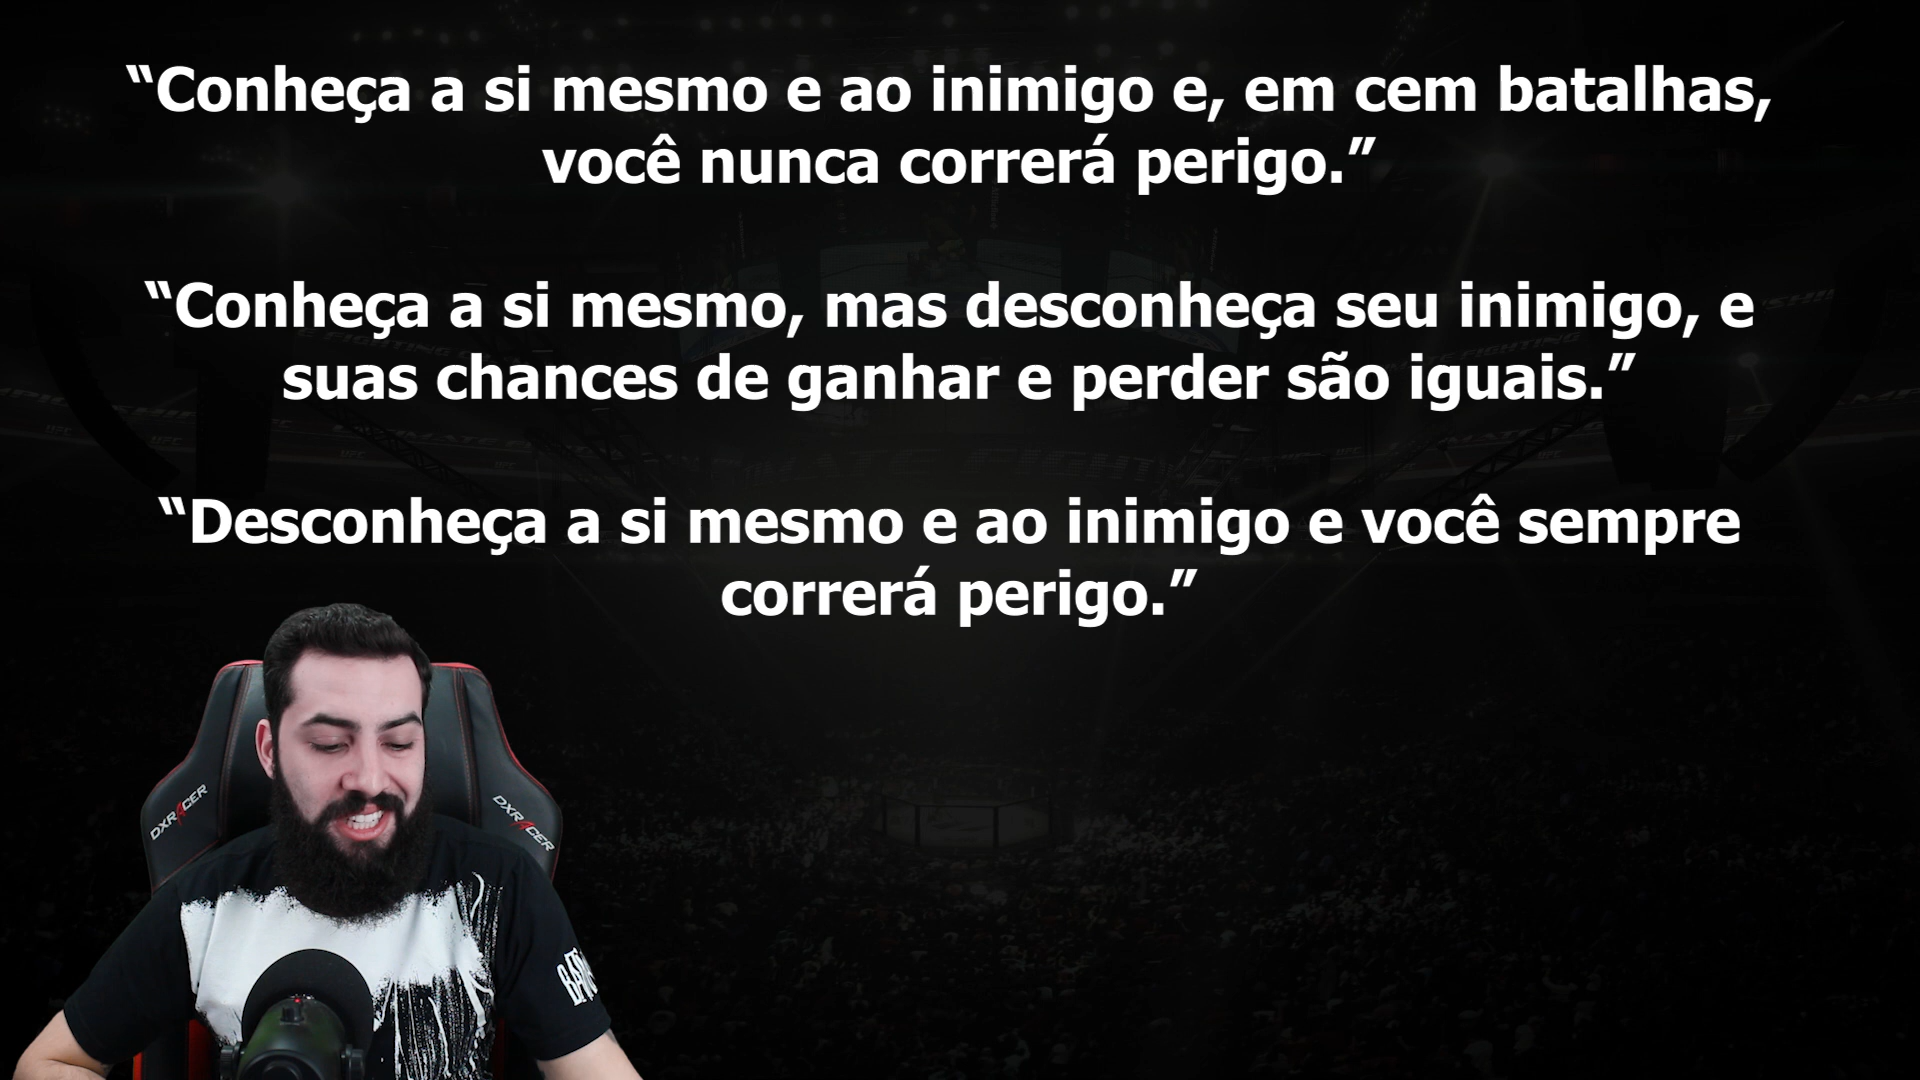 “Conheça a si mesmo e ao inimigo e, em cem batalhas,
você nunca correrá perigo.”
“Conheça a si mesmo, mas desconheça seu inimigo, e
suas chances de ganhar e perder são iguais.”
“Desconheça a si mesmo e ao inimigo e você sempre
correrá perigo.”
DXRACER
DXRACER